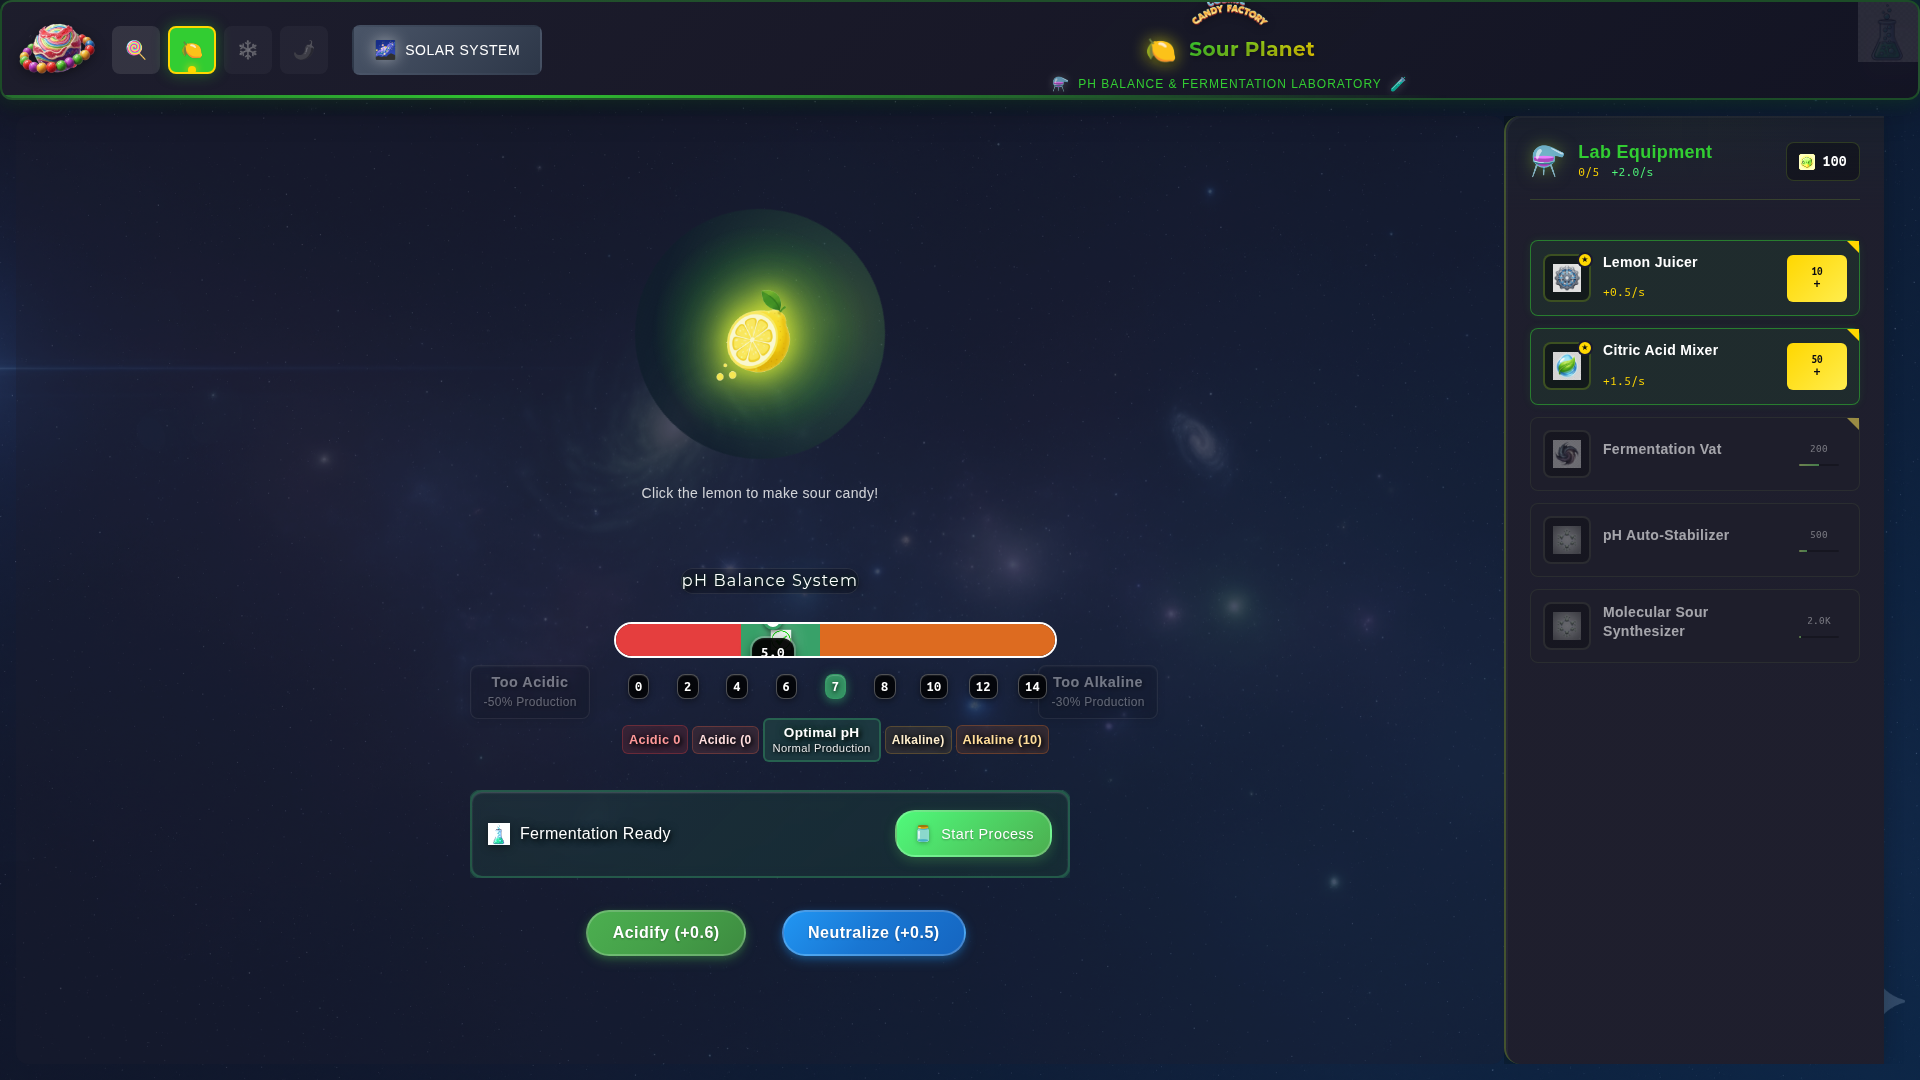 SOLAR SYSTEM
CANDY FACTORY
Sour Planet
PH BALANCE & FERMENTATION LABORATORY
Click the lemon to make sour candy!
pH Balance System
5.0
Too Acidic
-50% Production
0 2 4 6 7 8 10 12 14
Too Alkaline
-30% Production
Acidic 0
Acidic (0
Optimal pH
Normal Production
Alkaline)
Alkaline (10)
Fermentation Ready
Start Process
Acidify (+0.6)
Neutralize (+0.5)
Lab Equipment
0/5 +2.0/s
100
Lemon Juicer
+0.5/s
10
+
Citric Acid Mixer
+1.5/s
50
+
Fermentation Vat
200
pH Auto-Stabilizer
500
Molecular Sour
Synthesizer
2.0K